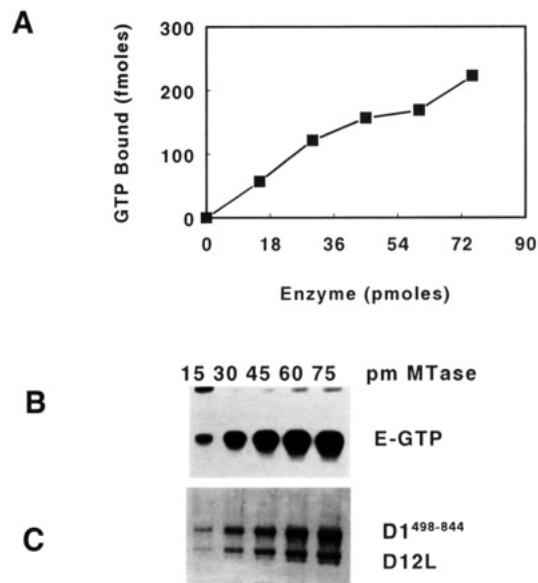 A
GTP Bound (fmoles)
300
200
100
0
0 18 36 54 72 90
Enzyme (pmoles)
B
15 30 45 60 75 pm MTase
E-GTP
C
D1⁴⁹⁸⁻⁸⁴⁴
D12L